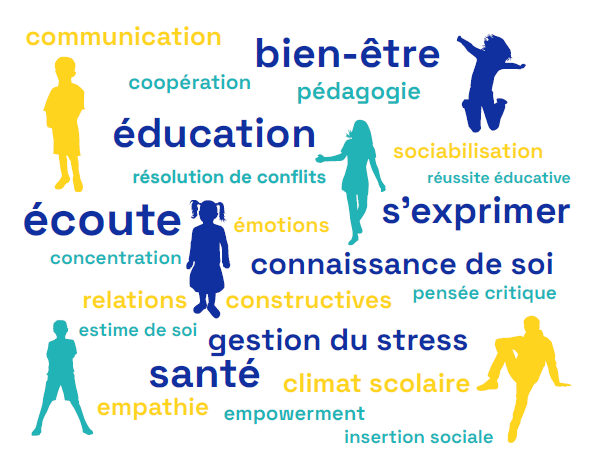 communication
bien-être
coopération
pédagogie
éducation
sociabilisation
résolution de conflits
réussite éducative
écoute
émotions
s'exprimer
concentration
connaissance de soi
relations constructives
pensée critique
estime de soi
gestion du stress
santé
climat scolaire
empathie
empowerment
insertion sociale